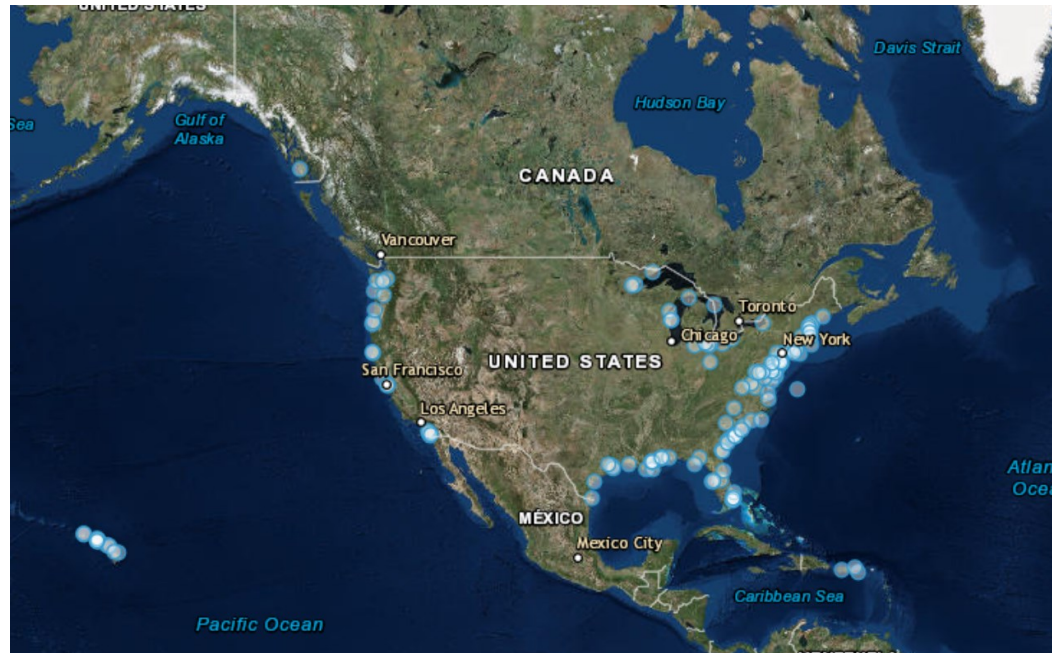 Davis Strait
Hudson Bay
Gulf of
Alaska
Sea
CANADA
Vancouver
Toronto
Chicago
New York
UNITED STATES
San Francisco
Los Angeles
MÉXICO
Mexico City
Caribbean Sea
Pacific Ocean